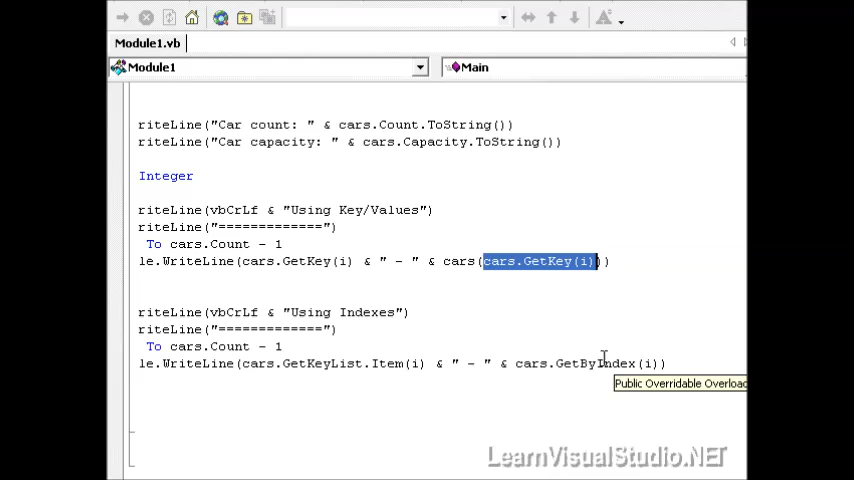 Module1.vb
Module1 Main
riteLine("Car count: " & cars.Count.ToString())
riteLine("Car capacity: " & cars.Capacity.ToString())
Integer
riteLine(vbCrLf & "Using Key/Values")
riteLine("=============")
To cars.Count - 1
le.WriteLine(cars.GetKey(i) & " - " & cars(cars.GetKey(i)))
riteLine(vbCrLf & "Using Indexes")
riteLine("=============")
To cars.Count - 1
le.WriteLine(cars.GetKeyList.Item(i) & " - " & cars.GetByIndex(i))
Public Overridable Overload
LearnVisualStudio.NET